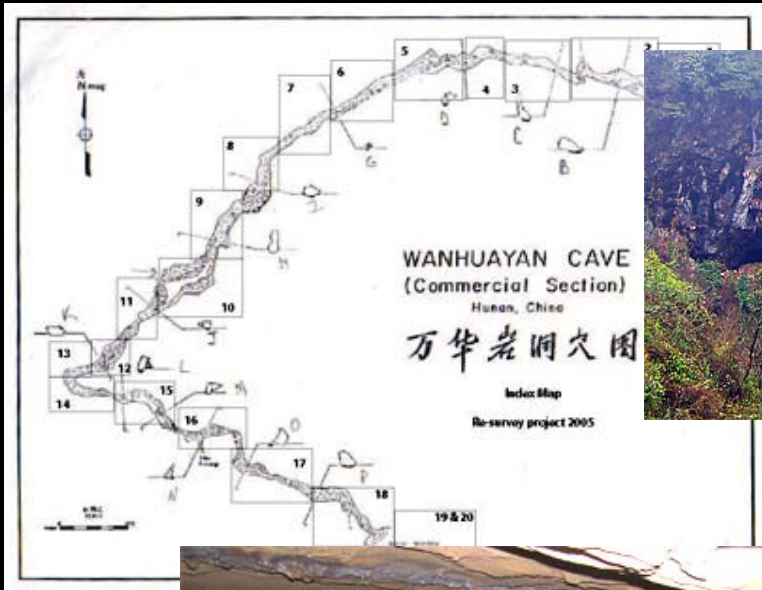 N mag
5
6
7
4
3
2
8
9
10
11
12
13
14
15
16
17
18
19 & 20
D
C
B
G
I
H
J
K
L
M
N
O
P
WANHUAYAN CAVE
(Commercial Section)
Hunan, China
万华岩洞穴图
Index Map
Re-survey project 2005